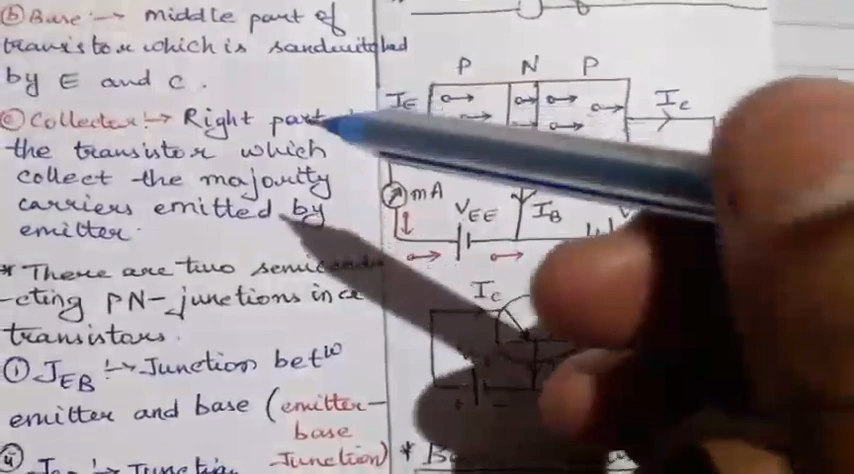 ⓑ Base :→ middle part of
transistor which is sandwitched
by E and C.
ⓒ Collector :→ Right part
the transistor which
collect the majority
carriers emitted by
emitter.
* There are two
-cting PN-junctions in a
transistors.
① JEB :→ Junction betⁿ
emitter and base (emitter-
base
Junction)
ⓘⓘ :→ Junction
P N P
IE
IC
mA
VEE
IB
IC
+ -
*